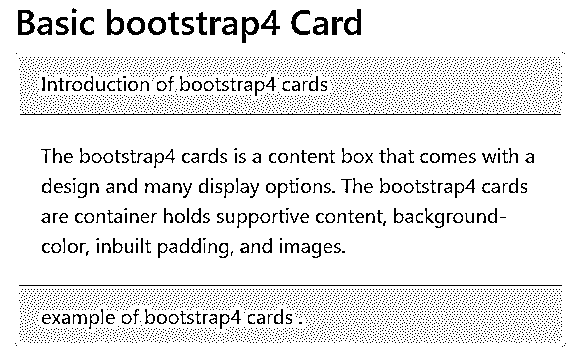 Basic bootstrap4 Card
Introduction of bootstrap4 cards
The bootstrap4 cards is a content box that comes with a
design and many display options. The bootstrap4 cards
are container holds supportive content, background-
color, inbuilt padding, and images.
example of bootstrap4 cards .